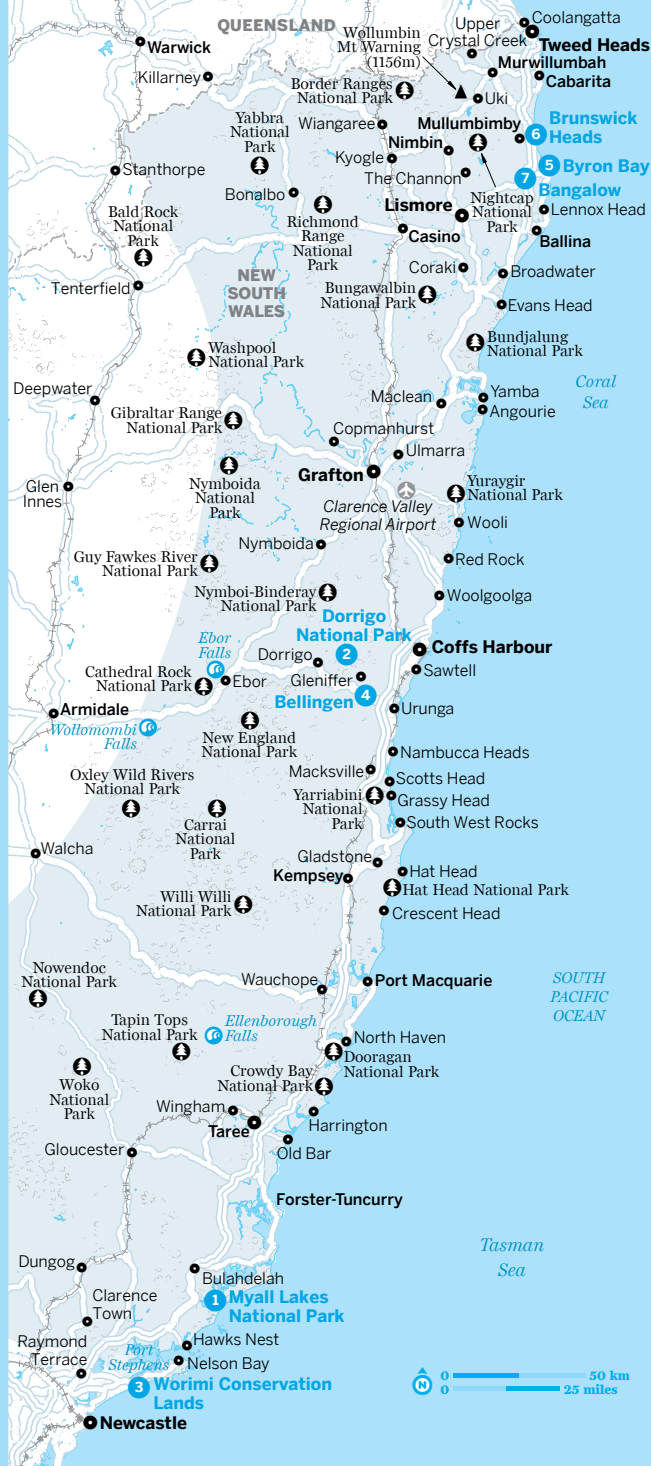 QUEENSLAND
Wollumbin
Mt Warning
(1156m)
Upper
Crystal Creek
Coolangatta
Tweed Heads
Warwick
Murwillumbah
Killarney
Cabarita
Border Ranges
National Park
Uki
Yabbra
National
Park
Wiangaree
Mullumbimby
6
Brunswick
Heads
Nimbin
Kyogle
5
Byron Bay
Stanthorpe
The Channon
7
Bangalow
Bonalbo
Nightcap
National
Park
Lismore
Lennox Head
Bald Rock
National
Park
Richmond
Range
National
Park
Casino
Ballina
Coraki
Broadwater
NEW
SOUTH
WALES
Tenterfield
Bungawalbin
National Park
Evans Head
Washpool
National Park
Bundjalung
National Park
Coral
Sea
Deepwater
Maclean
Yamba
Angourie
Gibraltar Range
National Park
Copmanhurst
Ulmarra
Grafton
Glen
Innes
Nymboida
National
Park
Yuraygir
National Park
Clarence Valley
Regional Airport
Wooli
Nymboida
Guy Fawkes River
National Park
Red Rock
Nymboi-Binderay
National Park
Woolgoolga
Dorrigo
National Park
2
Ebor
Falls
Coffs Harbour
Dorrigo
Sawtell
Cathedral Rock
National Park
Ebor
Gleniffer
Bellingen
4
Armidale
Urunga
Wollomombi
Falls
New England
National Park
Nambucca Heads
Macksville
Scotts Head
Oxley Wild Rivers
National Park
Yarriabini
National
Park
Grassy Head
Carrai
National
Park
South West Rocks
Walcha
Gladstone
Hat Head
Kempsey
Hat Head National Park
Willi Willi
National Park
Crescent Head
Nowendoc
National Park
Wauchope
Port Macquarie
SOUTH
PACIFIC
OCEAN
Tapin Tops
National Park
Ellenborough
Falls
North Haven
Dooragan
National Park
Woko
National
Park
Crowdy Bay
National Park
Wingham
Harrington
Taree
Gloucester
Old Bar
Forster-Tuncurry
Tasman
Sea
Dungog
Bulahdelah
Clarence
Town
1
Myall Lakes
National Park
Raymond
Terrace
Port
Stephens
Hawks Nest
Nelson Bay
3
Worimi Conservation
Lands
Newcastle
N
0
50 km
0
25 miles